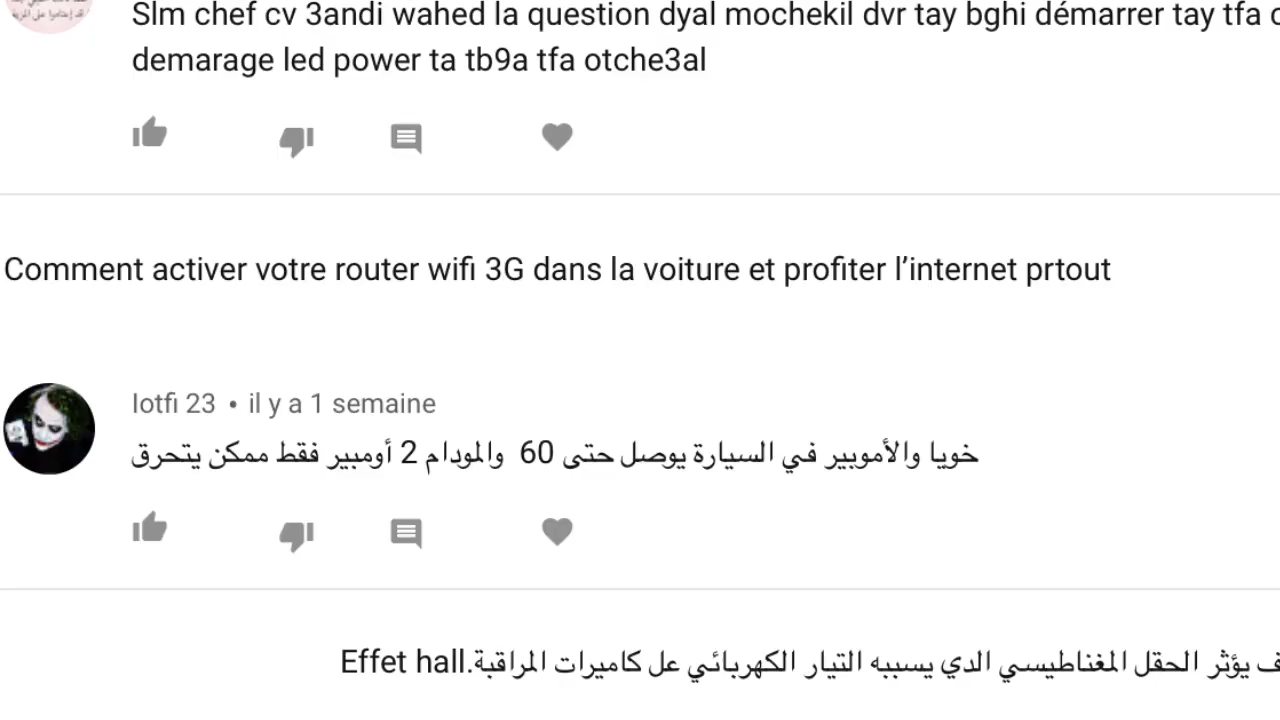 Slm chef cv 3andi wahed la question dyal mochekil dvr tay bghi démarrer tay tfa
demarage led power ta tb9a tfa otche3al
Comment activer votre router wifi 3G dans la voiture et profiter l’internet prtout
lotfi 23 • il y a 1 semaine
خويا والأموبير في السيارة يوصل حتى 60 والمودام 2 أومبير فقط ممكن يتحرق
يؤثر الحقل المغناطيسي الدي يسببه التيار الكهربائي عل كاميرات المراقبة.Effet hall